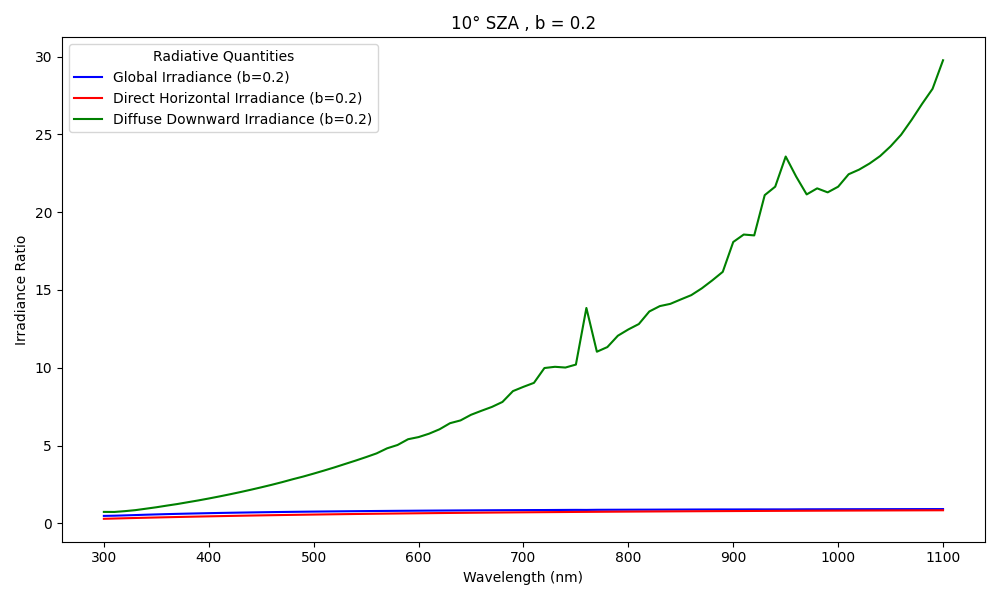 10° SZA , b = 0.2
Radiative Quantities
Global Irradiance (b=0.2)
Direct Horizontal Irradiance (b=0.2)
Diffuse Downward Irradiance (b=0.2)
Irradiance Ratio
30
25
20
15
10
5
0
300 400 500 600 700 800 900 1000 1100
Wavelength (nm)